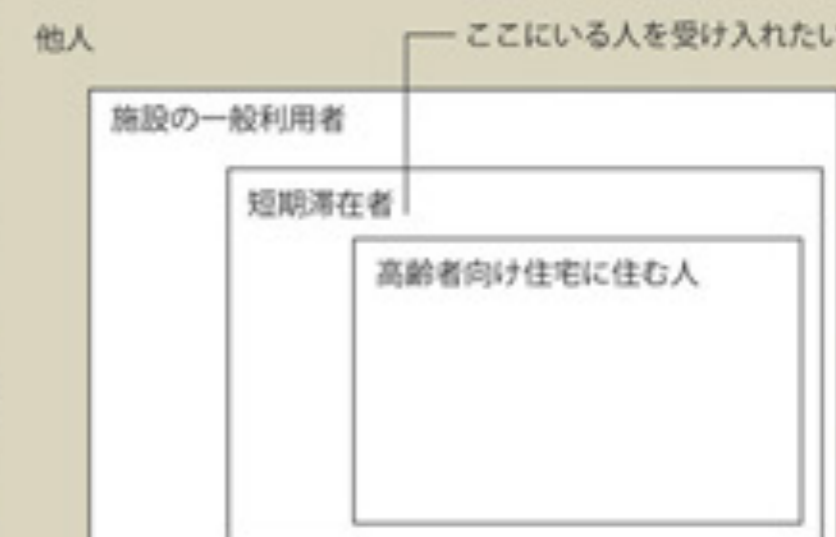 他人
ここにいる人を受け入れたい
施設の一般利用者
短期滞在者
高齢者向け住宅に住む人